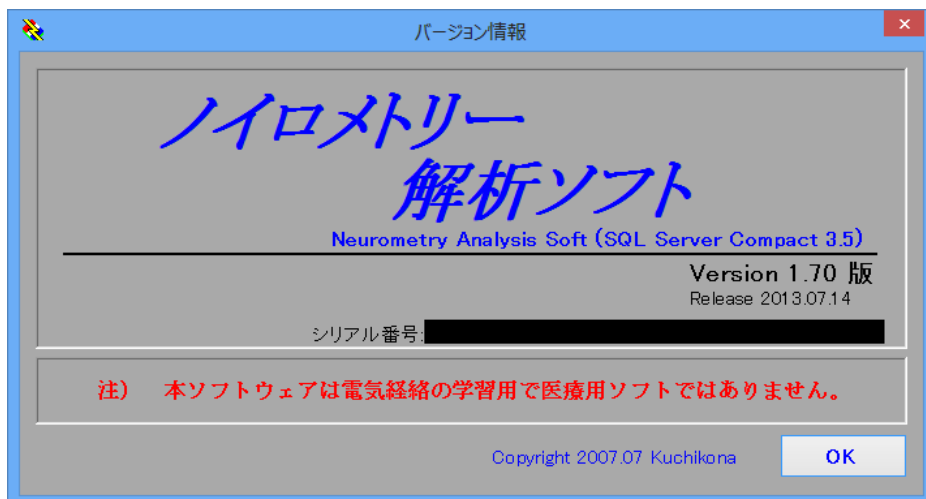 バージョン情報
ノイロメトリー
解析ソフト
Neurometry Analysis Soft (SQL Server Compact 3.5)
Version 1.70 版
Release 2013.07.14
シリアル番号:
注) 本ソフトウェアは電気経絡の学習用で医療用ソフトではありません。
Copyright 2007.07 Kuchikona
OK